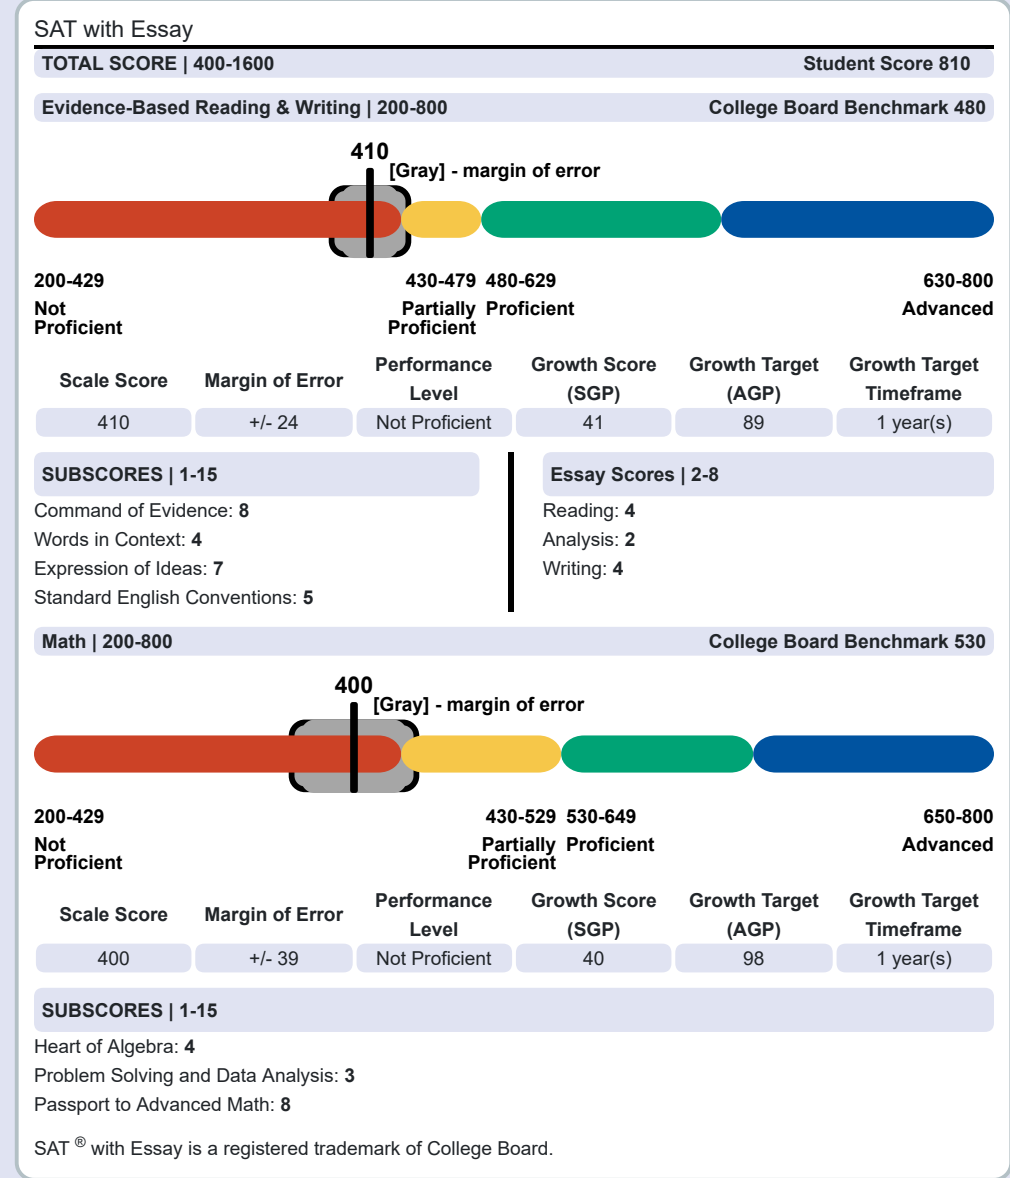 SAT with Essay
TOTAL SCORE | 400-1600 Student Score 810
Evidence-Based Reading & Writing | 200-800 College Board Benchmark 480
410
[Gray] - margin of error
200-429 430-479 480-629 630-800
Not Partially Proficient Advanced
Proficient Proficient
Scale Score Margin of Error Performance Level Growth Score (SGP) Growth Target (AGP) Growth Target Timeframe
410 +/- 24 Not Proficient 41 89 1 year(s)
SUBSCORES | 1-15
Command of Evidence: 8
Words in Context: 4
Expression of Ideas: 7
Standard English Conventions: 5
Essay Scores | 2-8
Reading: 4
Analysis: 2
Writing: 4
Math | 200-800 College Board Benchmark 530
400
[Gray] - margin of error
200-429 430-529 530-649 650-800
Not Partially Proficient Advanced
Proficient Proficient
Scale Score Margin of Error Performance Level Growth Score (SGP) Growth Target (AGP) Growth Target Timeframe
400 +/- 39 Not Proficient 40 98 1 year(s)
SUBSCORES | 1-15
Heart of Algebra: 4
Problem Solving and Data Analysis: 3
Passport to Advanced Math: 8
SAT ® with Essay is a registered trademark of College Board.